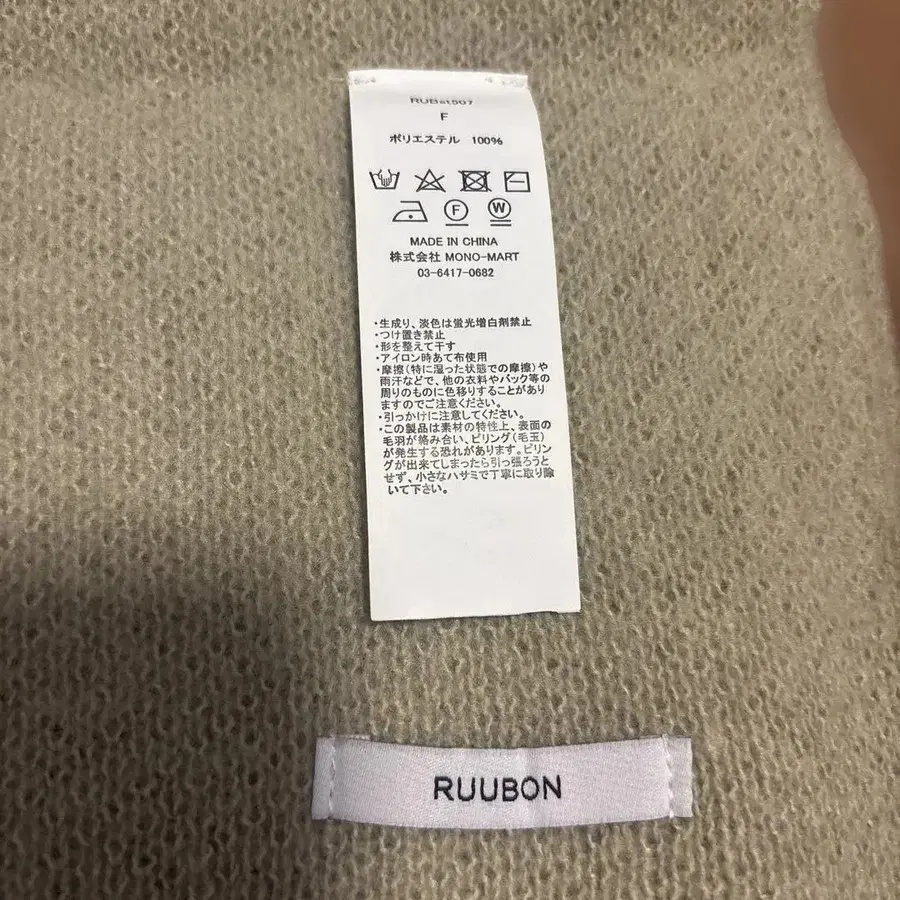 RUBst507
F
ポリエステル 100%
F W
MADE IN CHINA
株式会社 MONO-MART
03-6417-0682
・生成り、淡色は蛍光増白剤禁止
・つけ置き禁止
・形を整えて干す
・アイロン時あて布使用
・摩擦(特に湿った状態での摩擦)や
雨汗などで、他の衣料やバック等の
周りのものに色移りすることがあり
ますのでご注意ください。
・引っかけに注意してください。
・この製品は素材の特性上、表面の
毛羽が絡み合い、ピリング(毛玉)
が発生する恐れがあります。ピリン
グが出来てしまったら引っ張ろうと
せず、小さなハサミで丁寧に取り除
いて下さい。
RUUBON